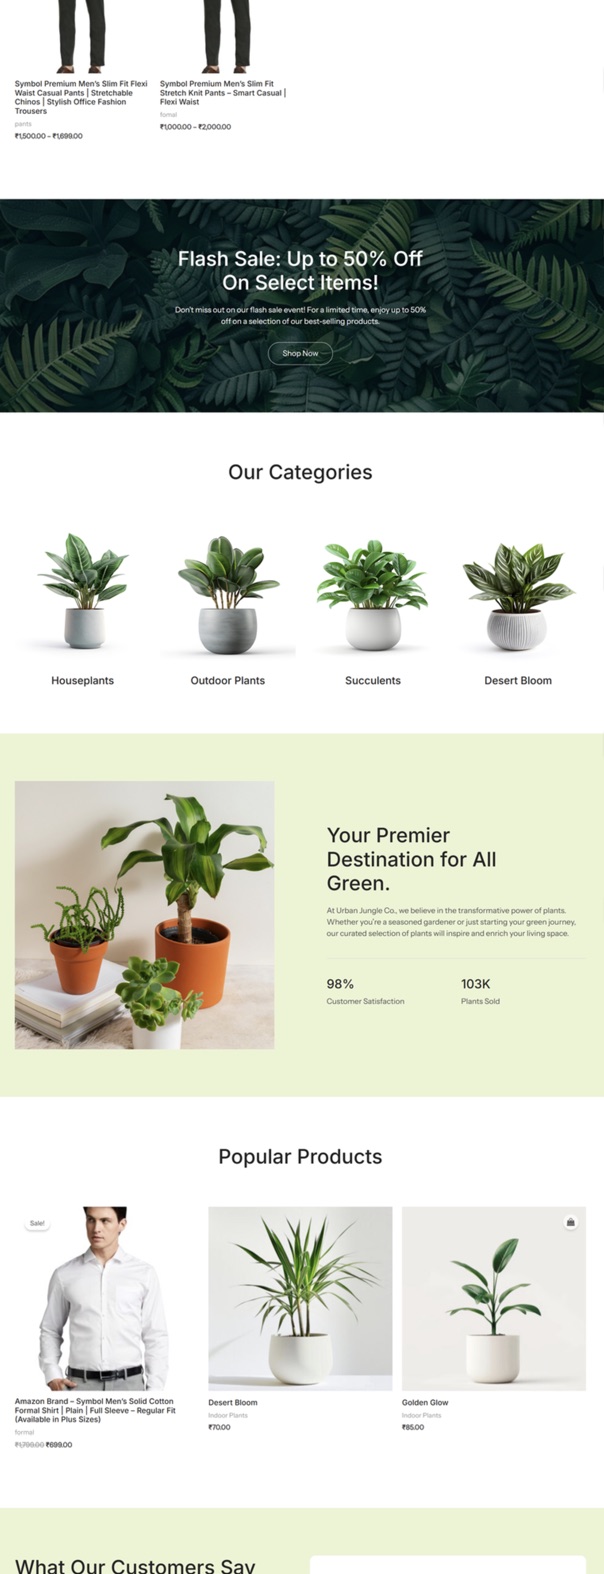 Symbol Premium Men's Slim Fit Flexi
Waist Casual Pants | Stretchable
Chinos | Stylish Office Fashion
Trousers
pants
₹1,500.00 – ₹1,699.00
Symbol Premium Men's Slim Fit
Stretch Knit Pants – Smart Casual |
Flexi Waist
fomal
₹1,000.00 – ₹2,000.00
Flash Sale: Up to 50% Off
On Select Items!
Don't miss out on our flash sale event! For a limited time, enjoy up to 50%
off on a selection of our best-selling products.
Shop Now
Our Categories
Houseplants
Outdoor Plants
Succulents
Desert Bloom
Your Premier
Destination for All
Green.
At Urban Jungle Co., we believe in the transformative power of plants.
Whether you're a seasoned gardener or just starting your green journey,
our curated selection of plants will inspire and enrich your living space.
98%
Customer Satisfaction
103K
Plants Sold
Popular Products
Sale!
Amazon Brand – Symbol Men's Solid Cotton
Formal Shirt | Plain | Full Sleeve – Regular Fit
(Available in Plus Sizes)
formal
₹1,799.00 ₹699.00
Desert Bloom
Indoor Plants
₹70.00
Golden Glow
Indoor Plants
₹85.00
What Our Customers Say